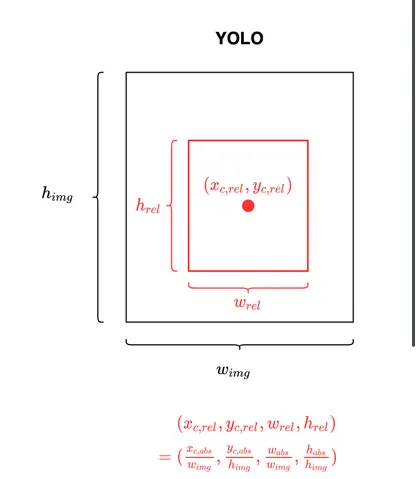 YOLO
(x_{c,rel}, y_{c,rel})
h_{img}
h_{rel}
w_{rel}
w_{img}
(x_{c,rel}, y_{c,rel}, w_{rel}, h_{rel})
= (\frac{x_{c,abs}}{w_{img}}, \frac{y_{c,abs}}{h_{img}}, \frac{w_{abs}}{w_{img}}, \frac{h_{abs}}{h_{img}})